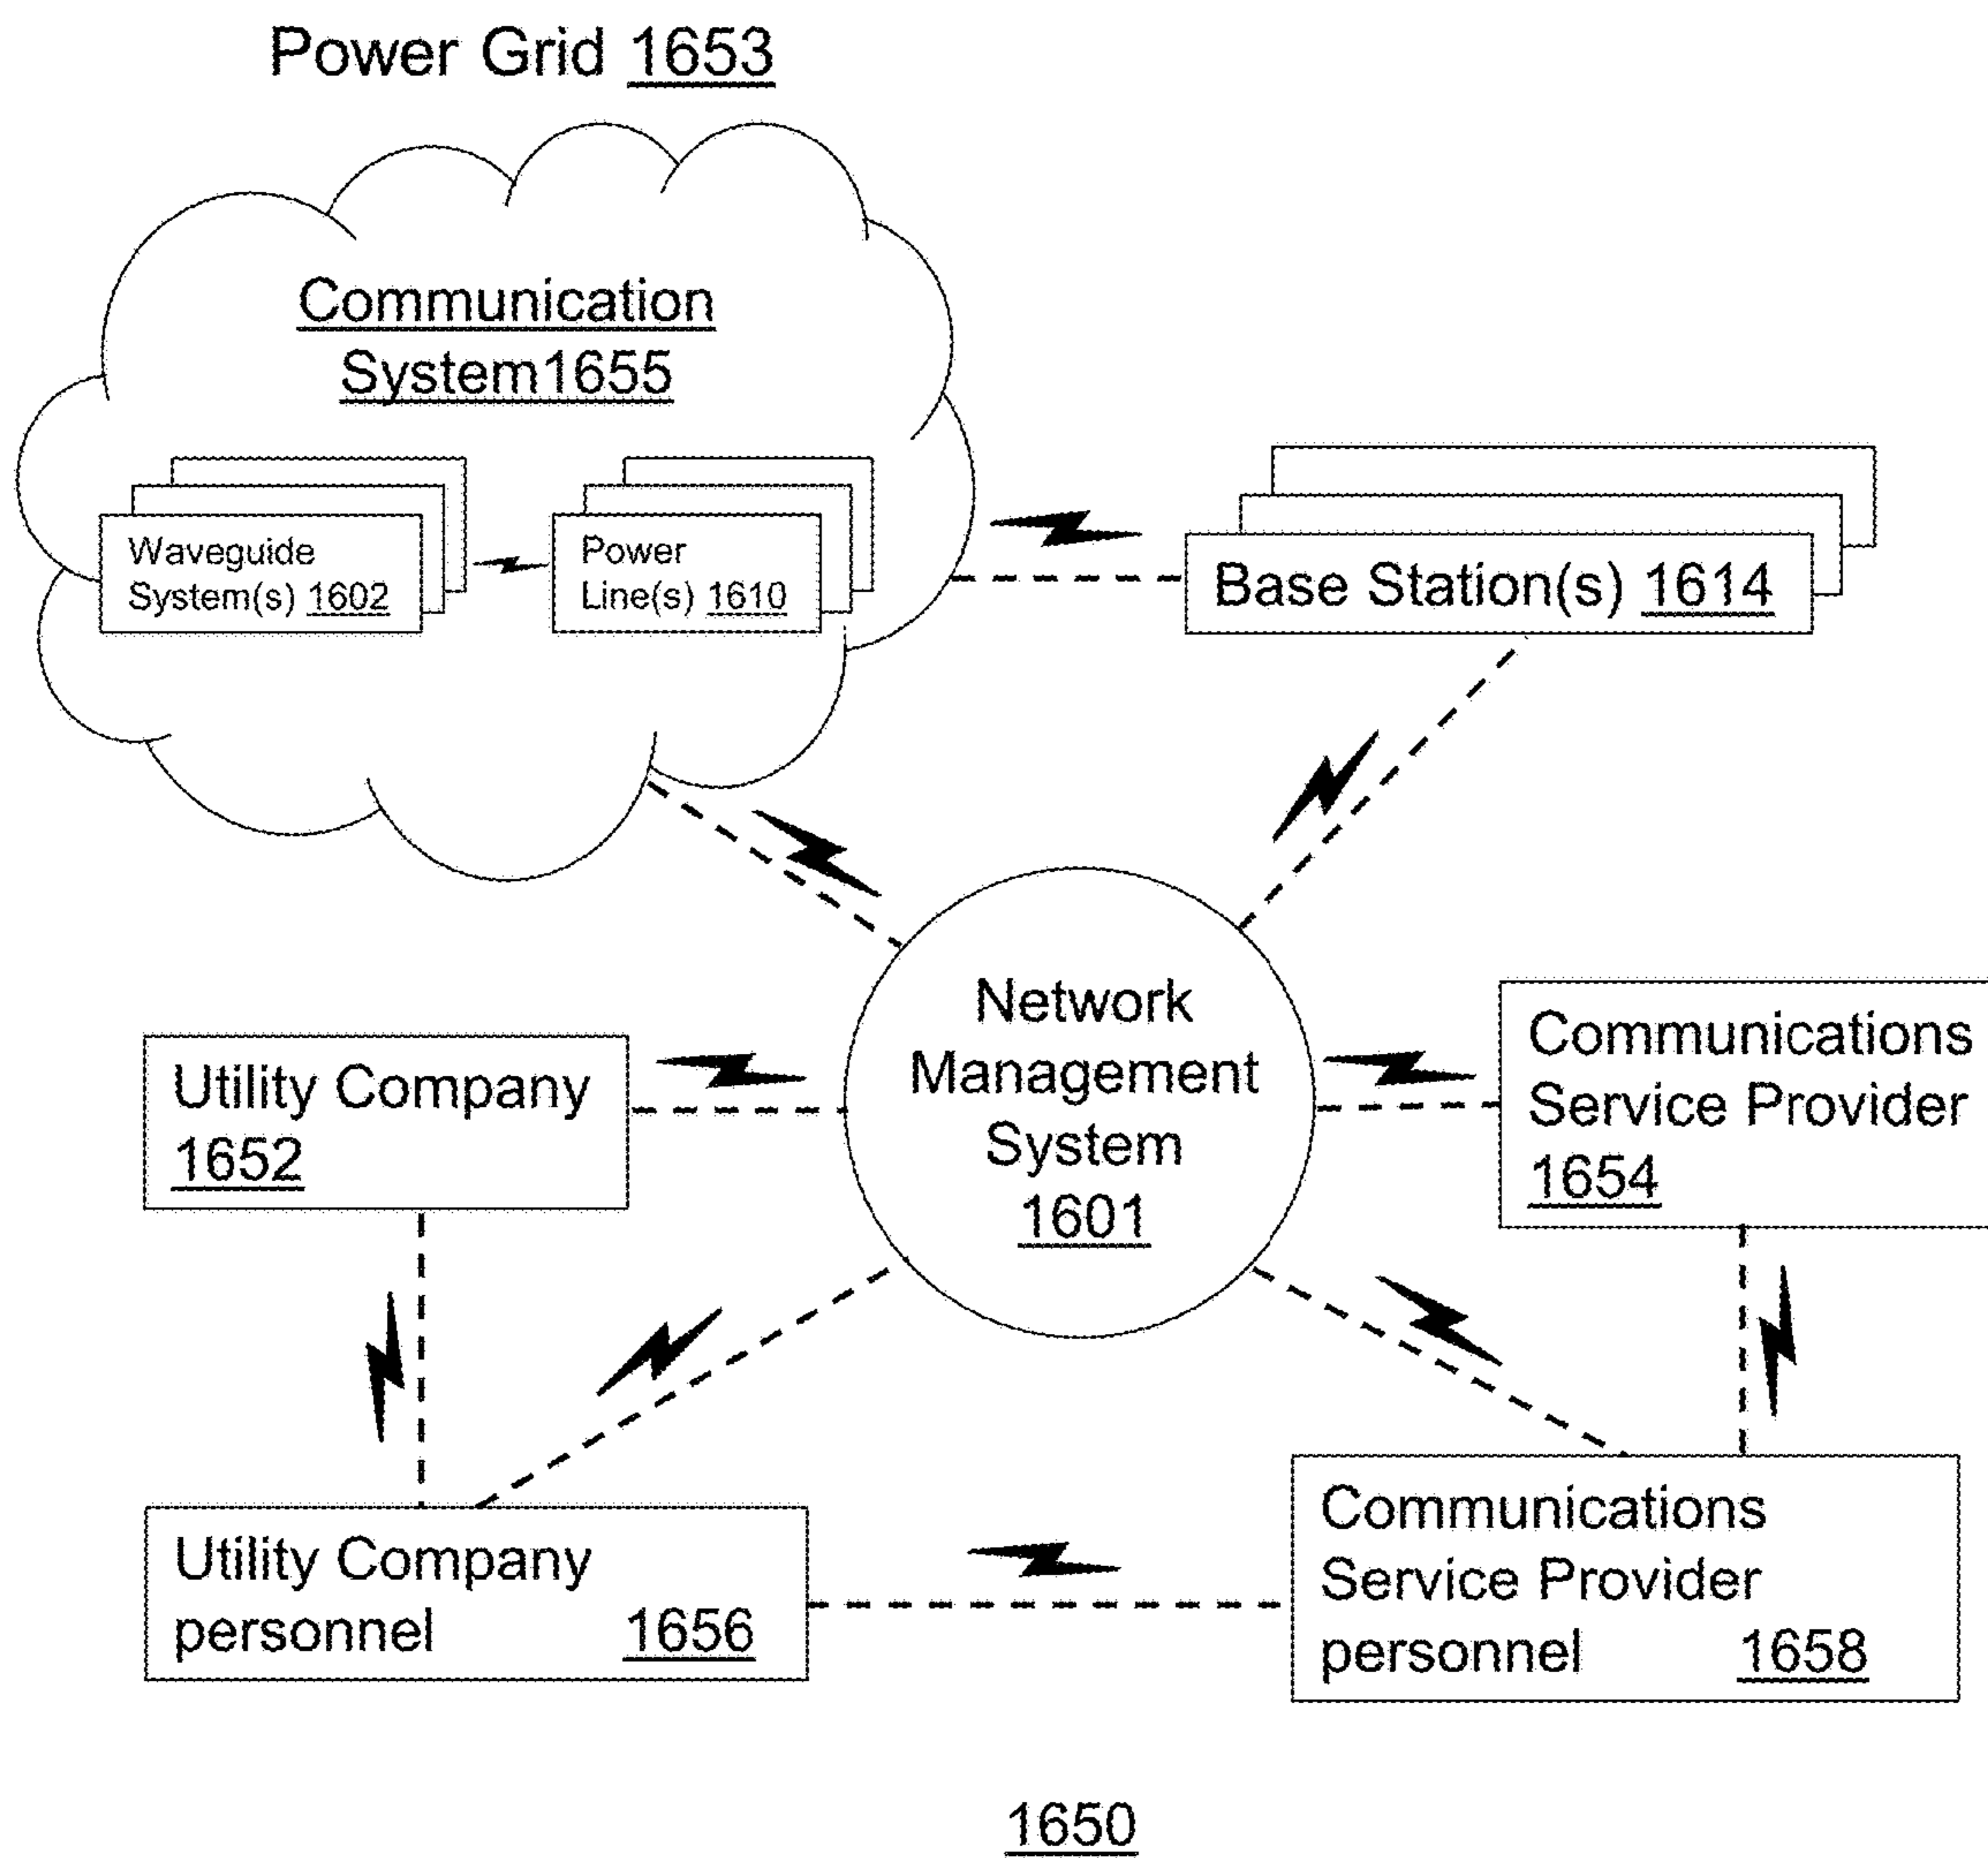 Power Grid 1653
Communication
System1655
Waveguide
System(s) 1602
Power
Line(s) 1610
Base Station(s) 1614
Network
Management
System
1601
Utility Company
1652
Communications
Service Provider
1654
Utility Company
personnel 1656
Communications
Service Provider
personnel 1658
1650